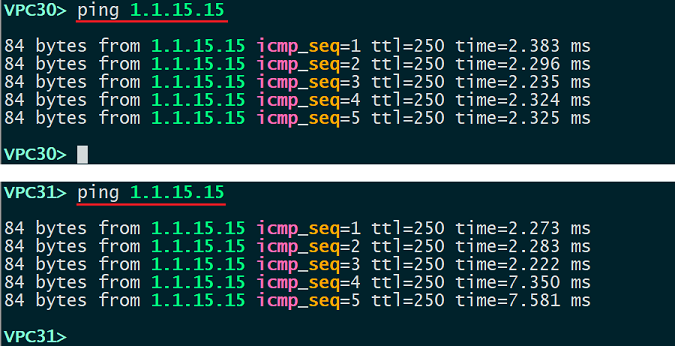 VPC30> ping 1.1.15.15
84 bytes from 1.1.15.15 icmp_seq=1 ttl=250 time=2.383 ms
84 bytes from 1.1.15.15 icmp_seq=2 ttl=250 time=2.296 ms
84 bytes from 1.1.15.15 icmp_seq=3 ttl=250 time=2.235 ms
84 bytes from 1.1.15.15 icmp_seq=4 ttl=250 time=2.324 ms
84 bytes from 1.1.15.15 icmp_seq=5 ttl=250 time=2.325 ms
VPC30>
VPC31> ping 1.1.15.15
84 bytes from 1.1.15.15 icmp_seq=1 ttl=250 time=2.273 ms
84 bytes from 1.1.15.15 icmp_seq=2 ttl=250 time=2.283 ms
84 bytes from 1.1.15.15 icmp_seq=3 ttl=250 time=2.222 ms
84 bytes from 1.1.15.15 icmp_seq=4 ttl=250 time=7.350 ms
84 bytes from 1.1.15.15 icmp_seq=5 ttl=250 time=7.581 ms
VPC31>